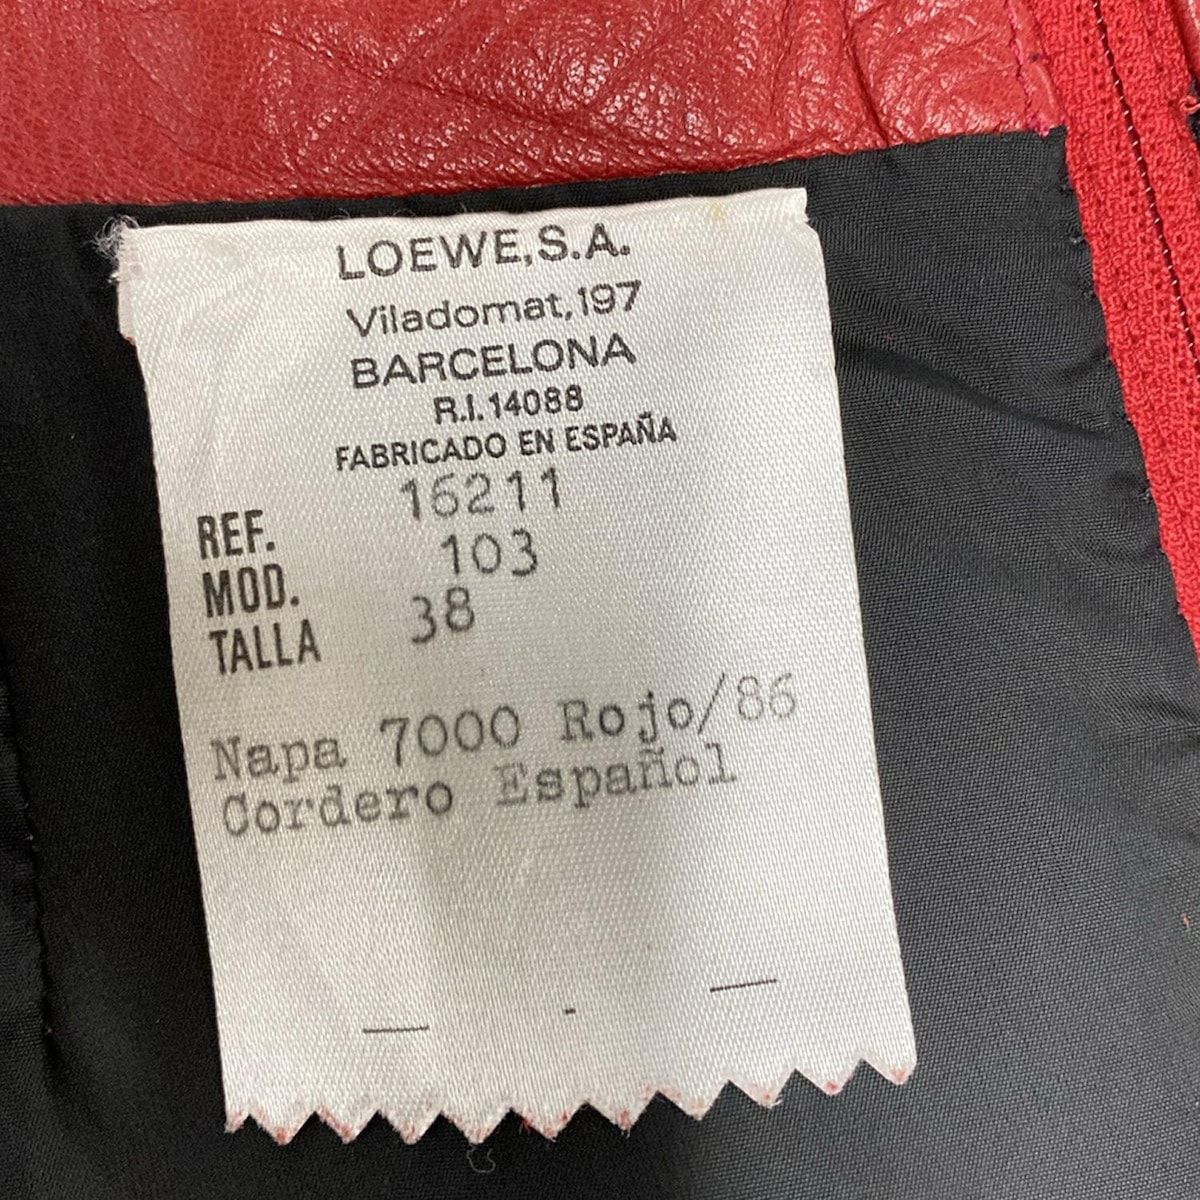 LOEWE,S.A.
Viladomat,197
BARCELONA
R.I.14088
FABRICADO EN ESPAÑA
REF. 16211
MOD. 103
TALLA 38
Napa 7000 Rojo/86
Cordero Español